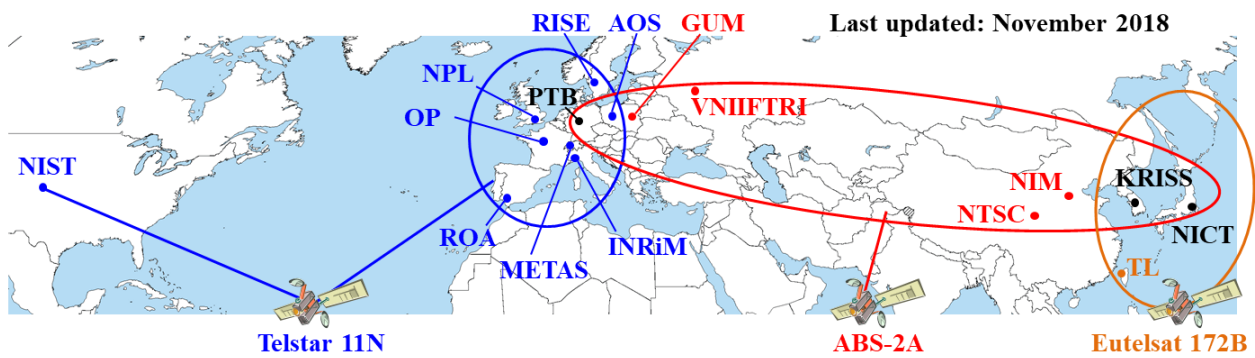 RISE AOS GUM Last updated: November 2018
NPL
PTB
VNIIFTRI
OP
NIST
NIM KRISS
NTSC
ROA INRiM NICT
METAS
TL
Telstar 11N ABS-2A Eutelsat 172B